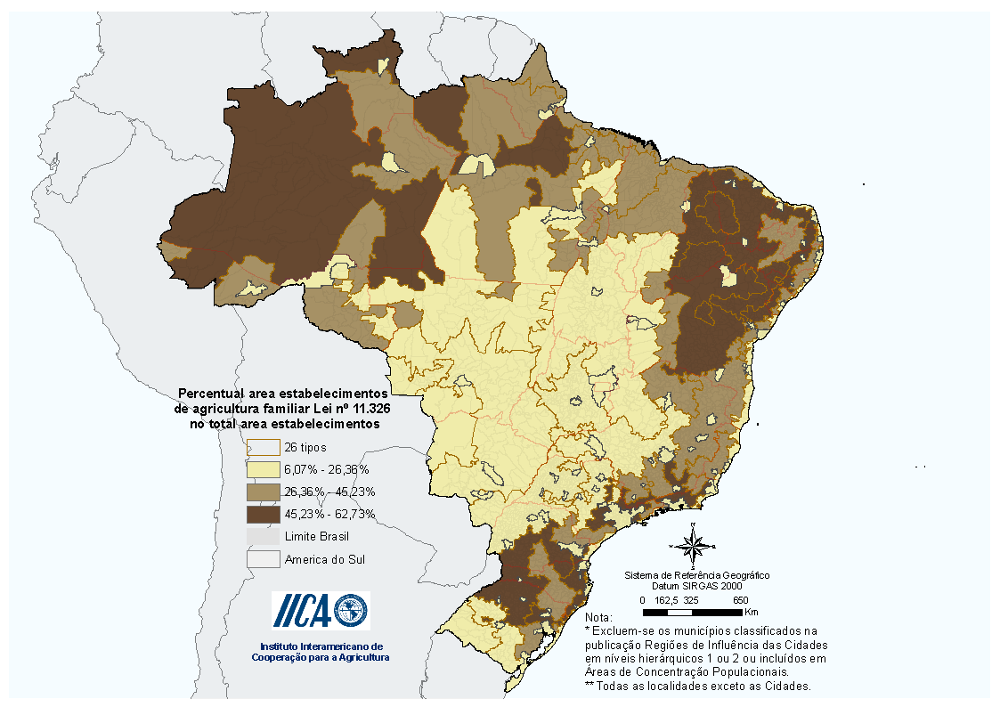 Percentual area estabelecimentos
de agricultura familiar Lei nº 11.326
no total area estabelecimentos
26 tipos
6,07% - 26,36%
26,36% - 45,23%
45,23% - 62,73%
Limite Brasil
America do Sul
IICA
Instituto Interamericano de
Cooperação para a Agricultura
N
W E
S
Sistema de Referência Geográfico
Datum SIRGAS 2000
0 162,5 325 650
Km
Nota:
* Excluem-se os municípios classificados na
publicação Regiões de Influência das Cidades
em níveis hierárquicos 1 ou 2 ou incluídos em
Áreas de Concentração Populacionais.
** Todas as localidades exceto as Cidades.